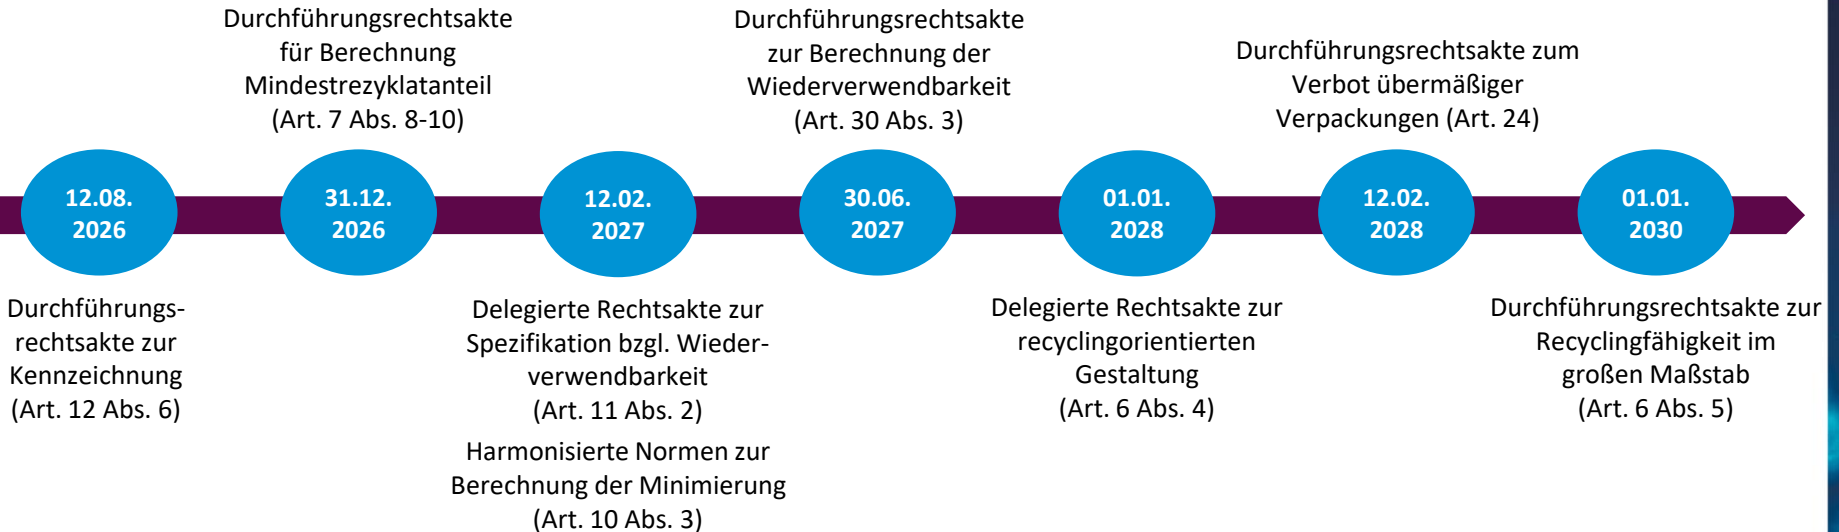 Durchführungsrechtsakte
für Berechnung
Mindestrezyklatanteil
(Art. 7 Abs. 8-10)
Durchführungsrechtsakte
zur Berechnung der
Wiederverwendbarkeit
(Art. 30 Abs. 3)
Durchführungsrechtsakte zum
Verbot übermäßiger
Verpackungen (Art. 24)
12.08.
2026
31.12.
2026
12.02.
2027
30.06.
2027
01.01.
2028
12.02.
2028
01.01.
2030
Durchführungs-
rechtsakte zur
Kennzeichnung
(Art. 12 Abs. 6)
Delegierte Rechtsakte zur
Spezifikation bzgl. Wieder-
verwendbarkeit
(Art. 11 Abs. 2)
Harmonisierte Normen zur
Berechnung der Minimierung
(Art. 10 Abs. 3)
Delegierte Rechtsakte zur
recyclingorientierten
Gestaltung
(Art. 6 Abs. 4)
Durchführungsrechtsakte zur
Recyclingfähigkeit im
großen Maßstab
(Art. 6 Abs. 5)